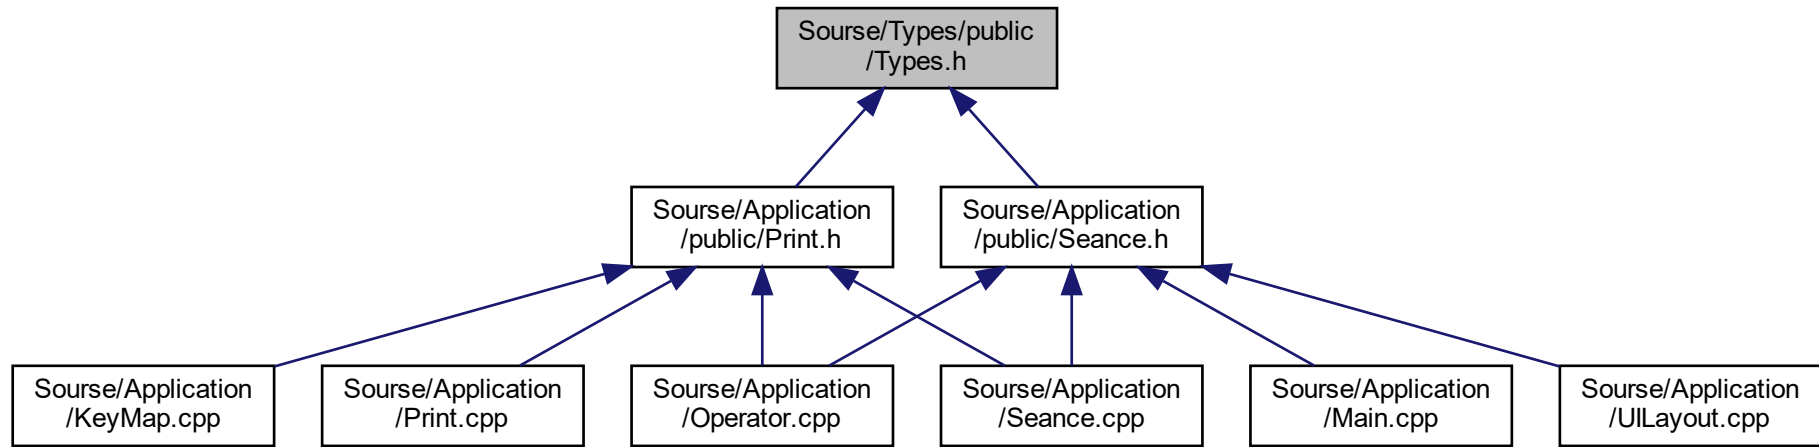 Sourse/Types/public
/Types.h
Sourse/Application
/public/Print.h
Sourse/Application
/public/Seance.h
Sourse/Application
/KeyMap.cpp
Sourse/Application
/Print.cpp
Sourse/Application
/Operator.cpp
Sourse/Application
/Seance.cpp
Sourse/Application
/Main.cpp
Sourse/Application
/UILayout.cpp